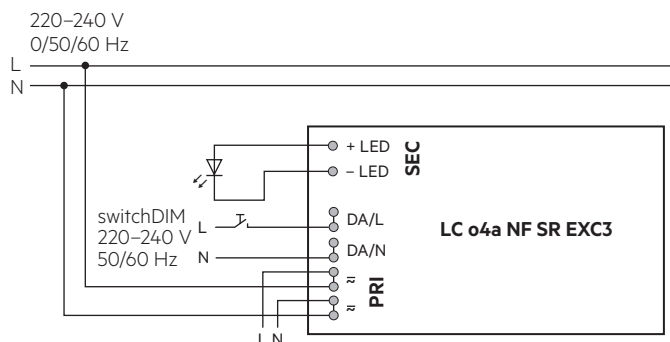 220–240 V
0/50/60 Hz
L
N
+ LED
– LED
SEC
switchDIM
220–240 V
50/60 Hz
L
N
DA/L
DA/N
LC o4a NF SR EXC3
≂
≂
PRI
L N